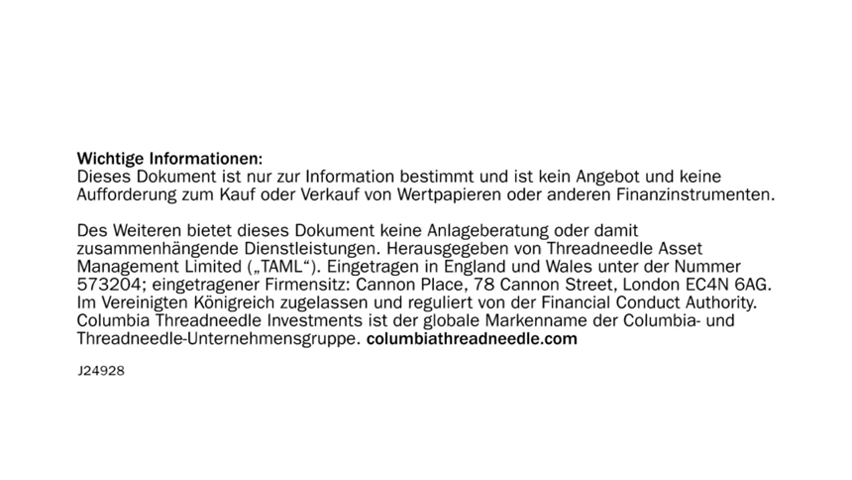 Wichtige Informationen:
Dieses Dokument ist nur zur Information bestimmt und ist kein Angebot und keine
Aufforderung zum Kauf oder Verkauf von Wertpapieren oder anderen Finanzinstrumenten.
Des Weiteren bietet dieses Dokument keine Anlageberatung oder damit
zusammenhängende Dienstleistungen. Herausgegeben von Threadneedle Asset
Management Limited („TAML“). Eingetragen in England und Wales unter der Nummer
573204; eingetragener Firmensitz: Cannon Place, 78 Cannon Street, London EC4N 6AG.
Im Vereinigten Königreich zugelassen und reguliert von der Financial Conduct Authority.
Columbia Threadneedle Investments ist der globale Markenname der Columbia- und
Threadneedle-Unternehmensgruppe. columbiathreadneedle.com
J24928